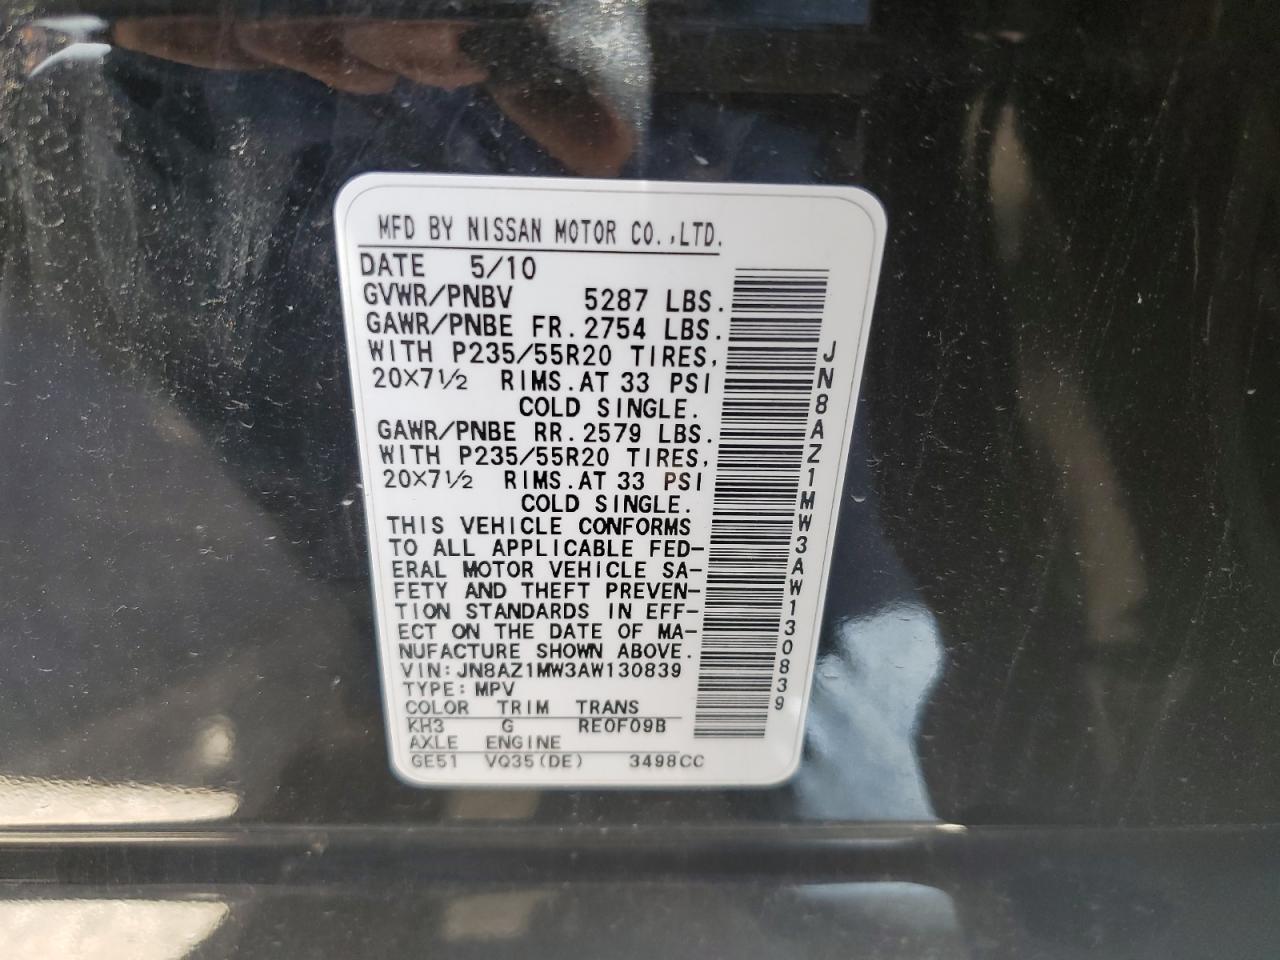 MFD BY NISSAN MOTOR CO.,LTD.
DATE 5/10
GVWR/PNBV 5287 LBS.
GAWR/PNBE FR. 2754 LBS.
WITH P235/55R20 TIRES,
20×7½ RIMS. AT 33 PSI
COLD SINGLE.
GAWR/PNBE RR. 2579 LBS.
WITH P235/55R20 TIRES,
20×7½ RIMS. AT 33 PSI
COLD SINGLE.
THIS VEHICLE CONFORMS
TO ALL APPLICABLE FED-
ERAL MOTOR VEHICLE SA-
FETY AND THEFT PREVEN-
TION STANDARDS IN EFF-
ECT ON THE DATE OF MA-
NUFACTURE SHOWN ABOVE.
VIN: JN8AZ1MW3AW130839
TYPE: MPV
COLOR TRIM TRANS
KH3 G RE0F09B
AXLE ENGINE
GE51 VQ35(DE) 3498CC
JN8AZ1MW3AW130839